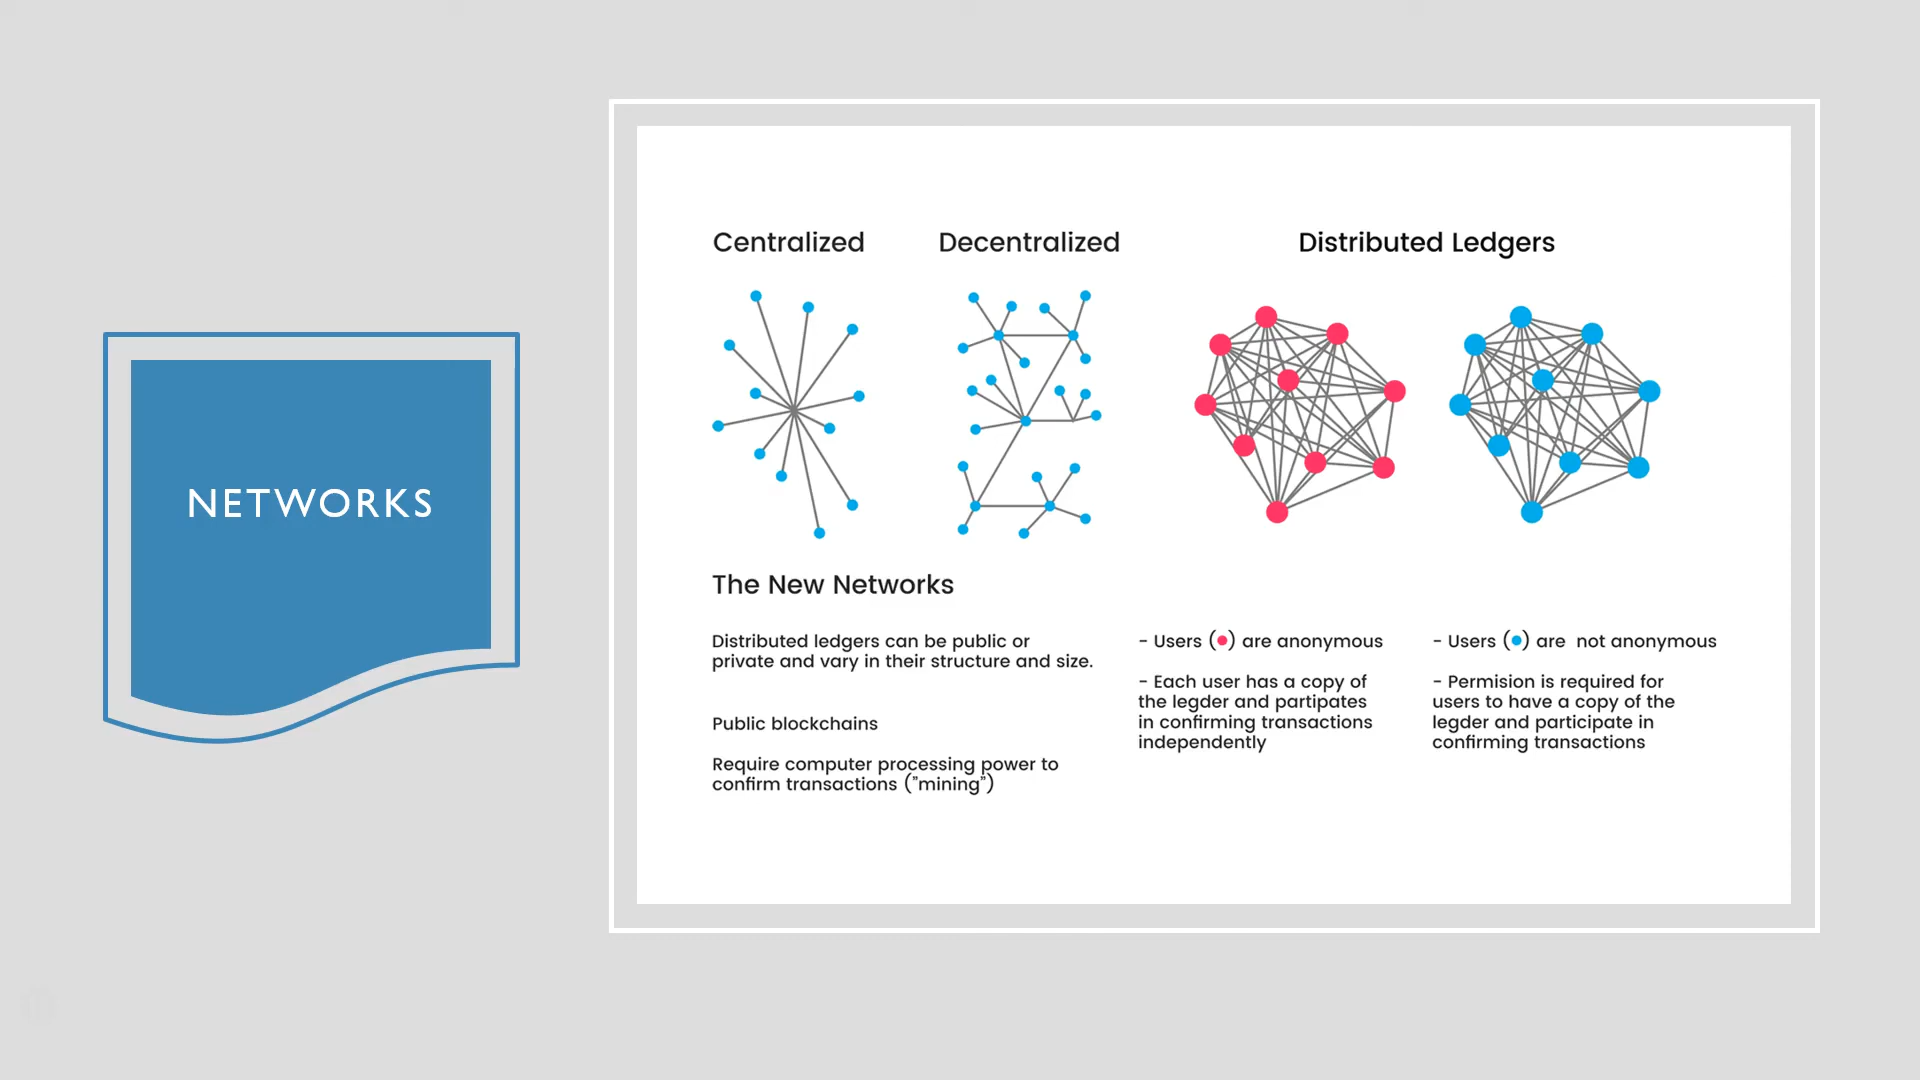 NETWORKS
Centralized
Decentralized
Distributed Ledgers
The New Networks
Distributed ledgers can be public or
private and vary in their structure and size.
Public blockchains
Require computer processing power to
confirm transactions (”mining”)
- Users (●) are anonymous
- Each user has a copy of
the legder and partipates
in confirming transactions
independently
- Users (●) are  not anonymous
- Permision is required for
users to have a copy of the
legder and participate in
confirming transactions